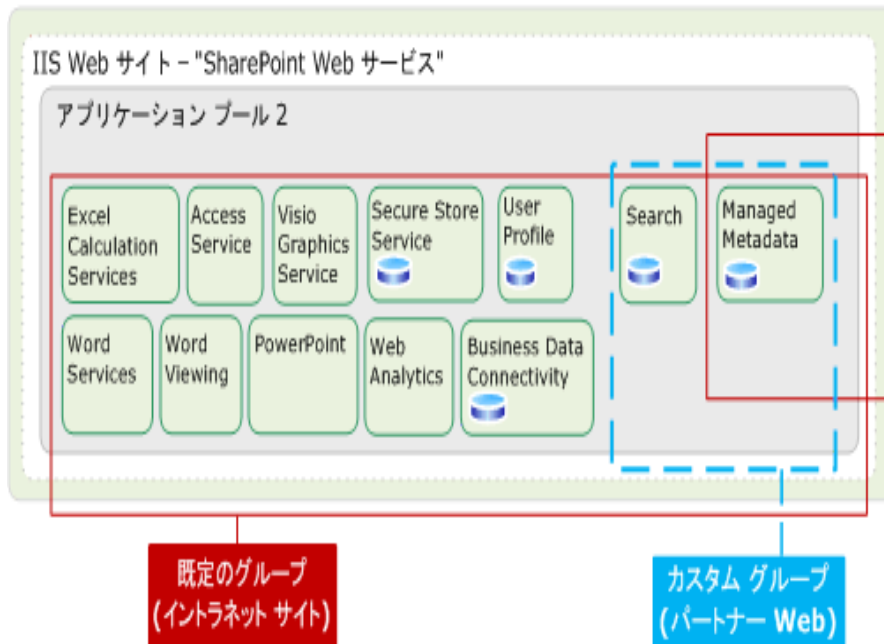 IIS Web サイト – "SharePoint Web サービス"
アプリケーション プール 2
Excel
Calculation
Services
Access
Service
Visio
Graphics
Service
Secure Store
Service
User
Profile
Search
Managed
Metadata
Word
Services
Word
Viewing
PowerPoint
Web
Analytics
Business Data
Connectivity
既定のグループ
(イントラネット サイト)
カスタム グループ
(パートナー Web)